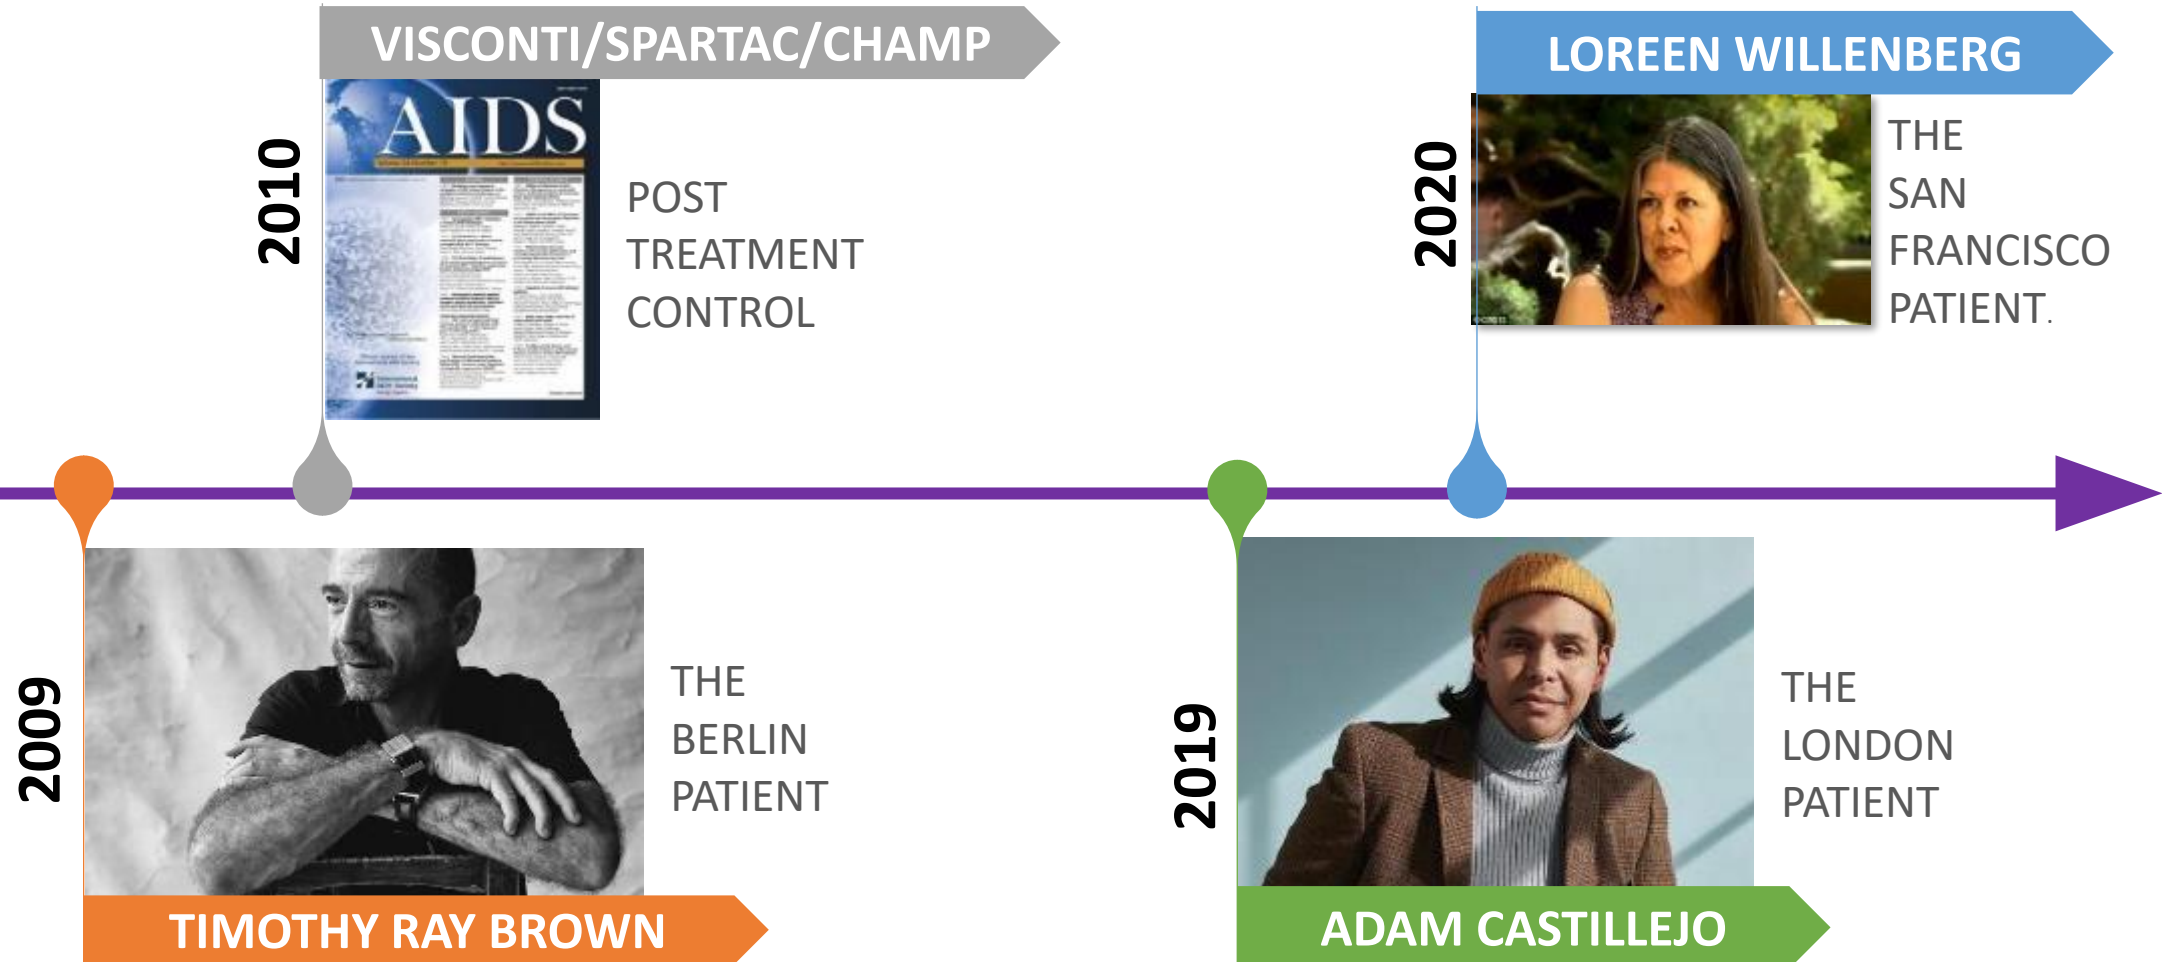 VISCONTI/SPARTAC/CHAMP
2010
AIDS
POST
TREATMENT
CONTROL
LOREEN WILLENBERG
2020
THE
SAN
FRANCISCO
PATIENT.
2009
THE
BERLIN
PATIENT
TIMOTHY RAY BROWN
2019
THE
LONDON
PATIENT
ADAM CASTILLEJO